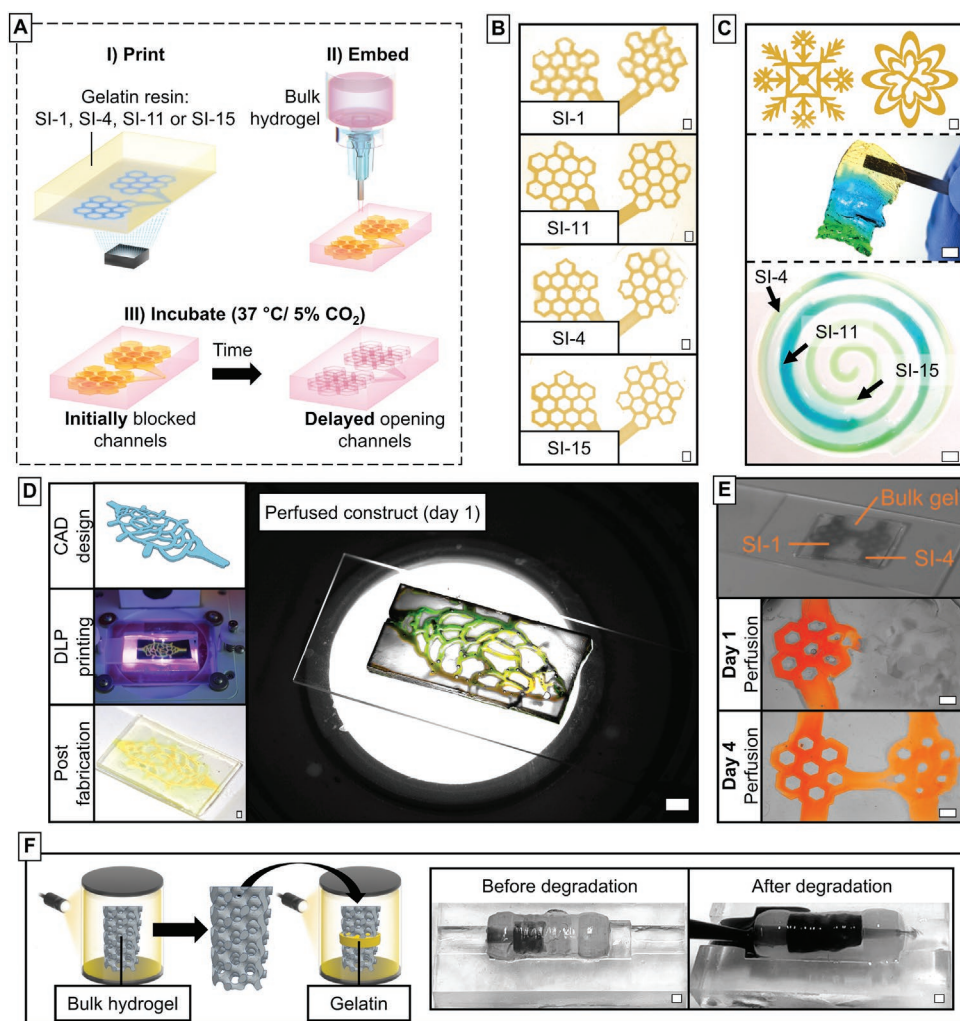 A
I) Print
Gelatin resin:
SI-1, SI-4, SI-11 or SI-15
II) Embed
Bulk
hydrogel
III) Incubate (37 °C/ 5% CO₂)
Time
Initially blocked
channels
Delayed opening
channels
B
SI-1
SI-11
SI-4
SI-15
C
SI-4
SI-11
SI-15
D
CAD
design
DLP
printing
Post
fabrication
Perfused construct (day 1)
E
Bulk gel
SI-1
SI-4
Day 1
Perfusion
Day 4
Perfusion
F
Bulk hydrogel
Gelatin
Before degradation
After degradation